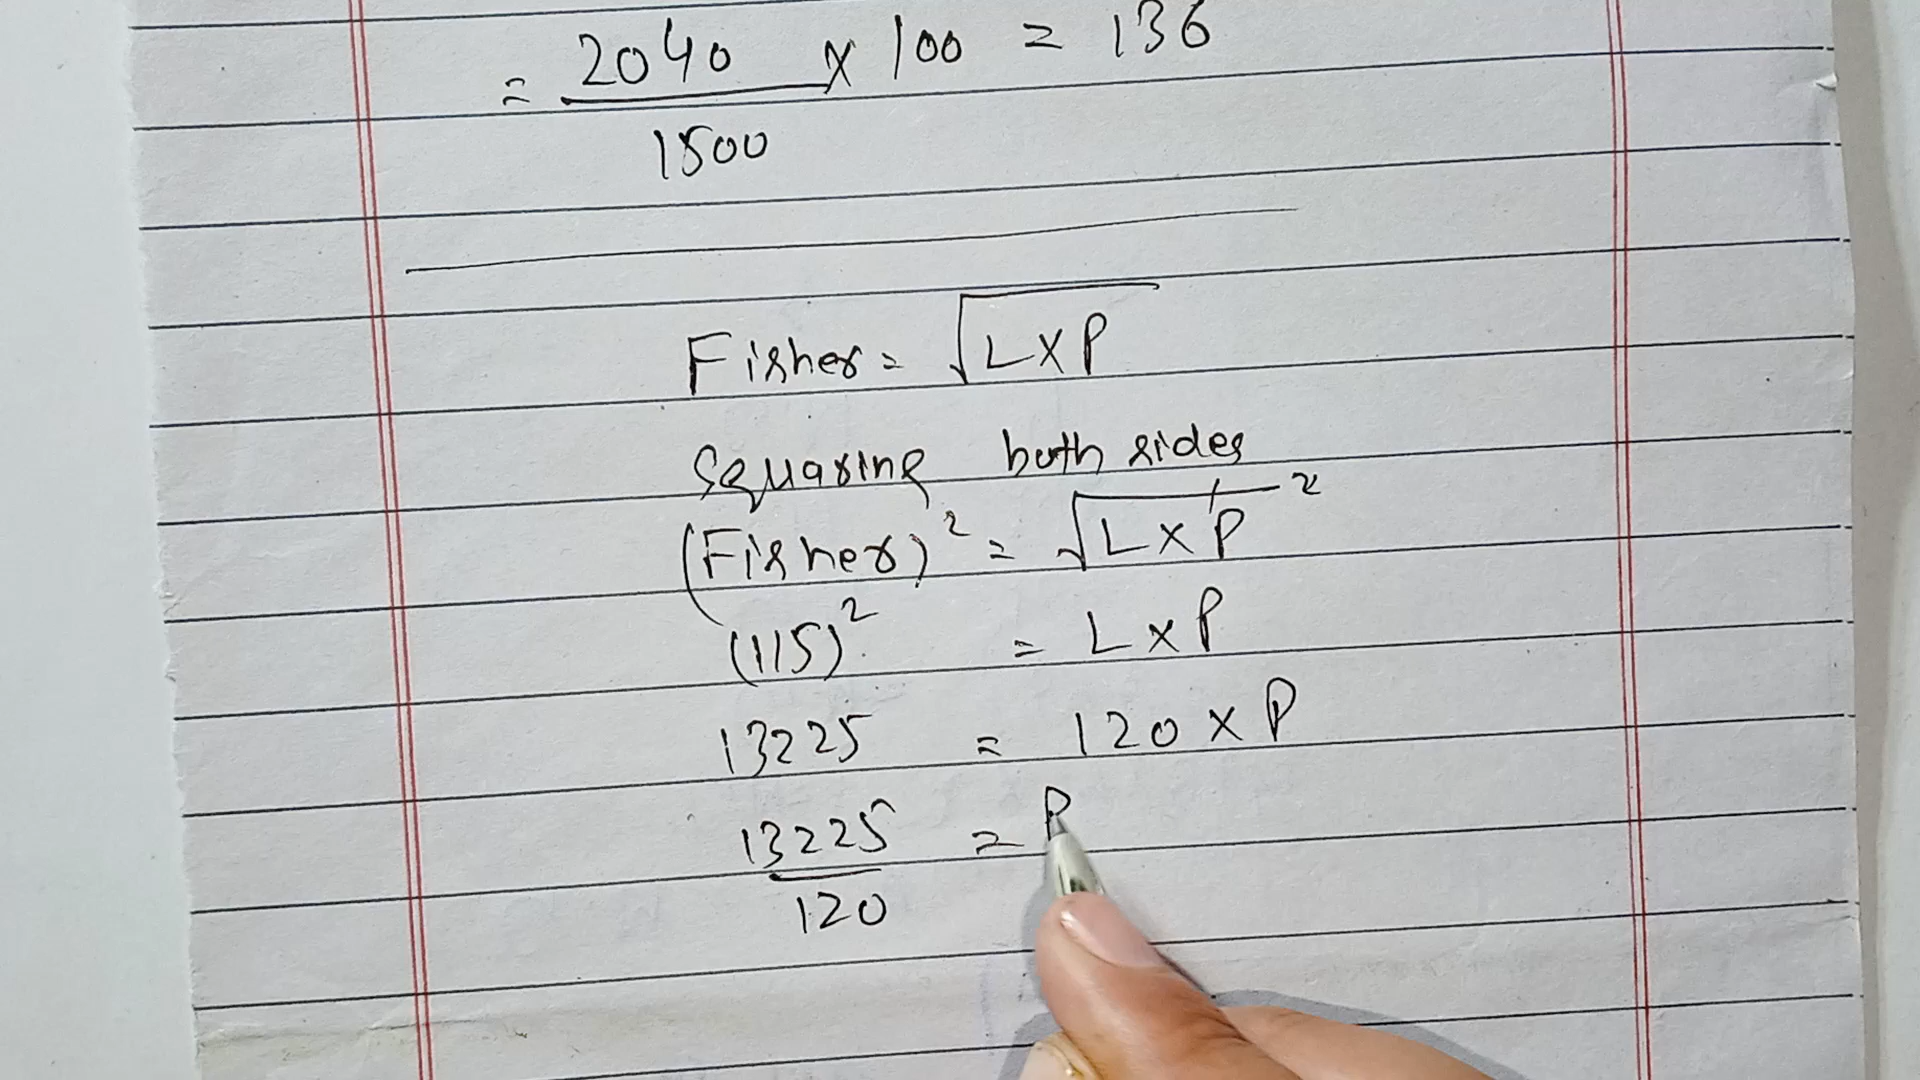 = 2040 × 100 = 136
1500
Fisher = √L×P
Squaring both sides
(Fisher)² = √L×P ²
(115)² = L×P
13225 = 120×P
13225 = P
120